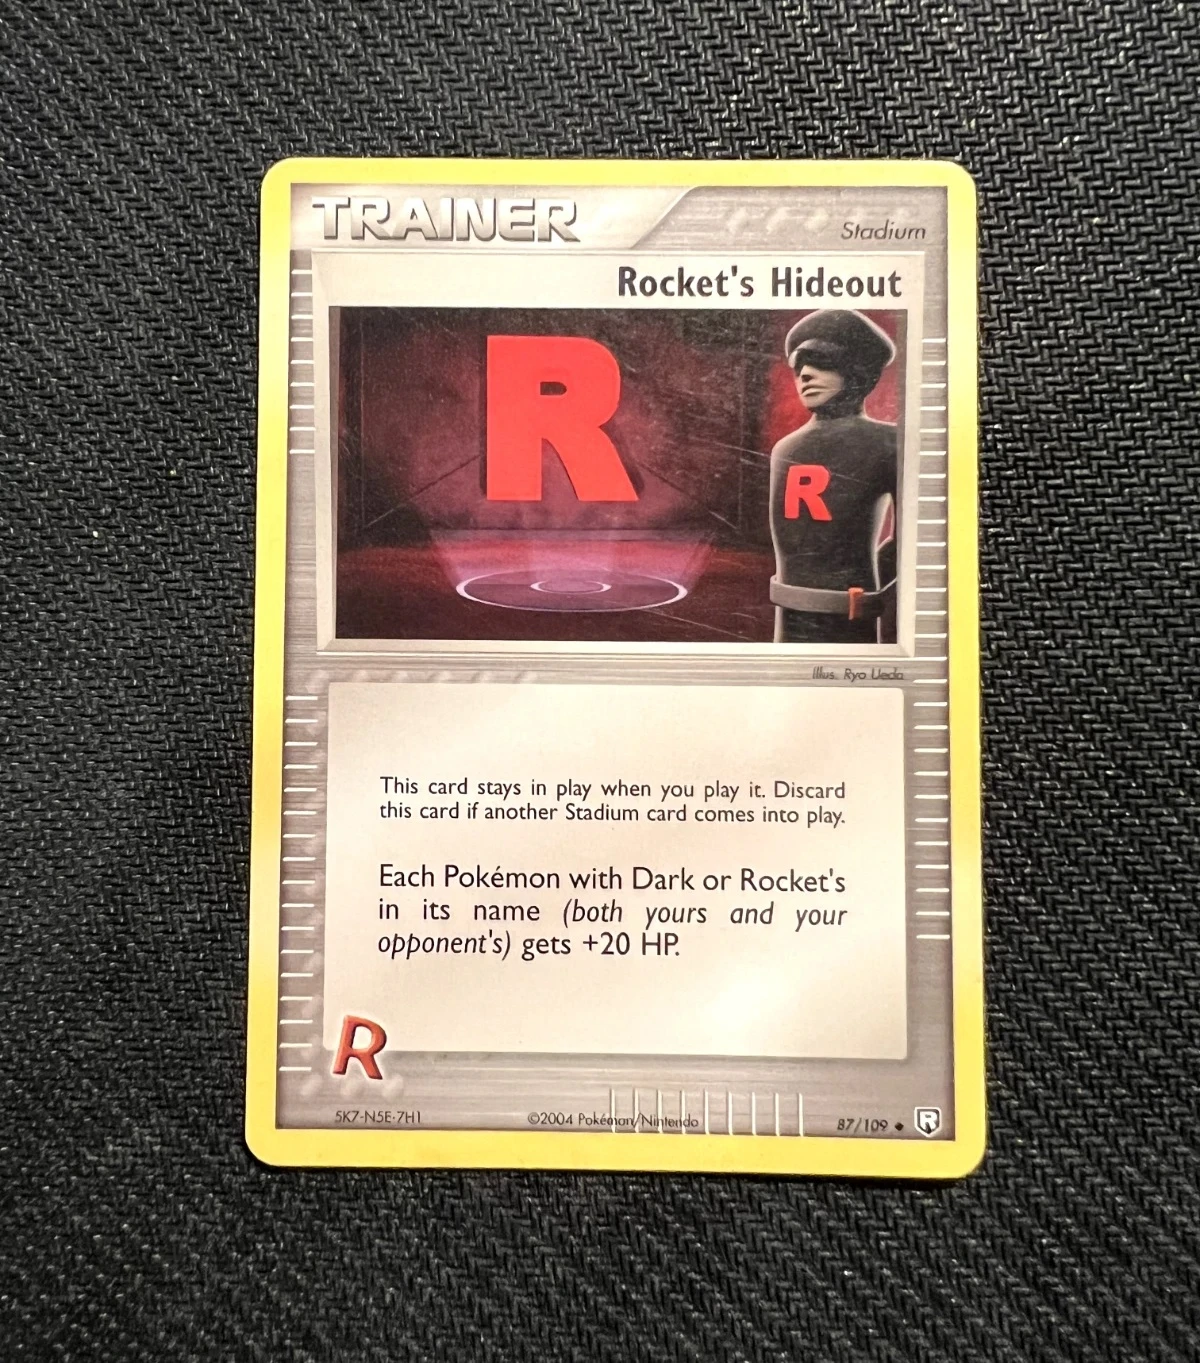 TRAINER
Stadium
Rocket's Hideout
R
R
Illus. Ryo Ueda
This card stays in play when you play it. Discard
this card if another Stadium card comes into play.
Each Pokémon with Dark or Rocket's
in its name (both yours and your
opponent's) gets +20 HP.
R
5K7-N5E-7H1
©2004 Pokémon/Nintendo
87/109
R